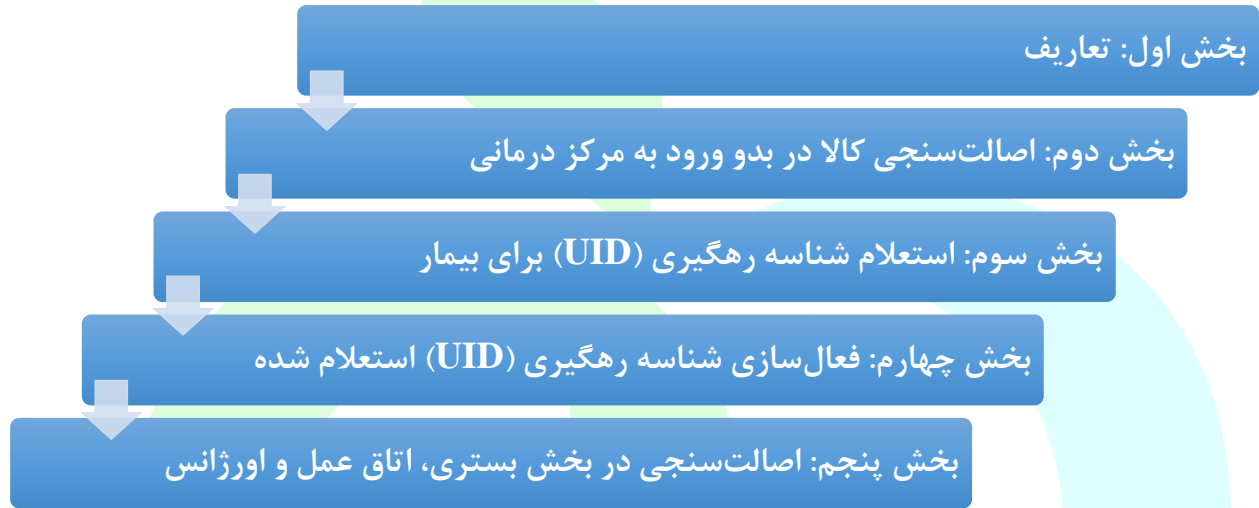 بخش اول: تعاریف
بخش دوم: اصالت‌سنجی کالا در بدو ورود به مرکز درمانی
بخش سوم: استعلام شناسه رهگیری (UID) برای بیمار
بخش چهارم: فعال‌سازی شناسه رهگیری (UID) استعلام شده
بخش پنجم: اصالت‌سنجی در بخش بستری، اتاق عمل و اورژانس